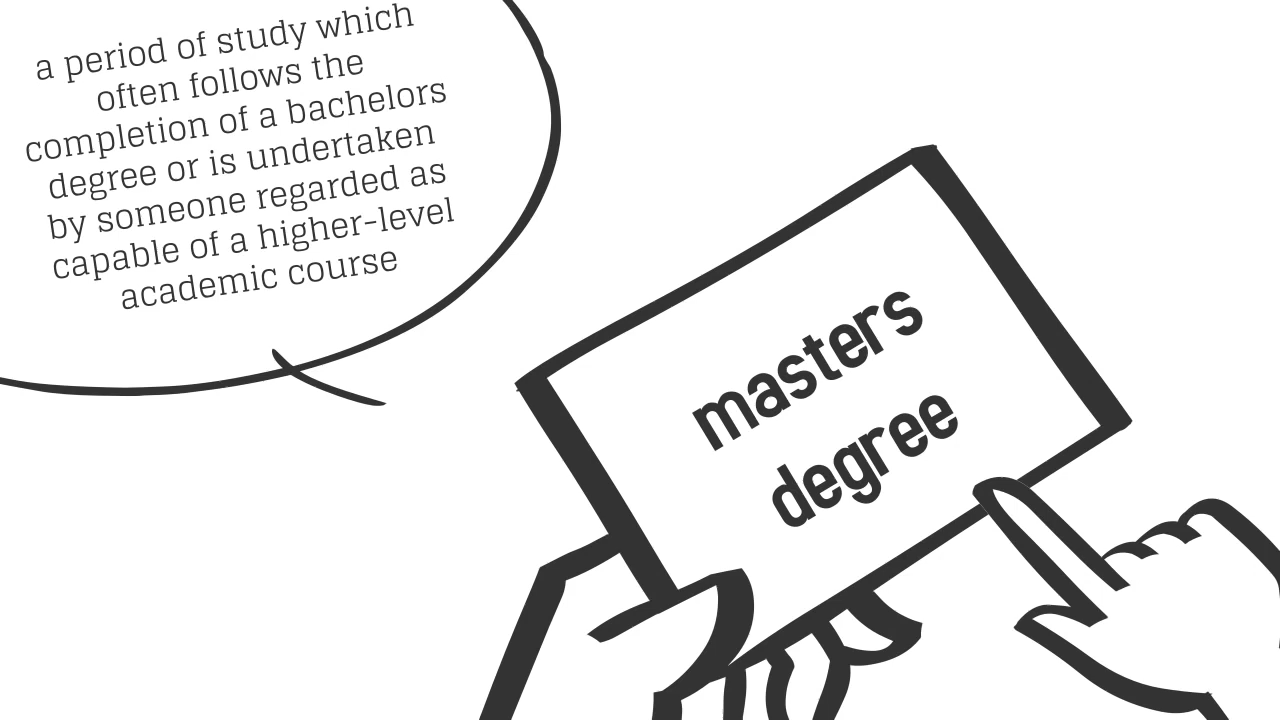 a period of study which
often follows the
completion of a bachelors
degree or is undertaken
by someone regarded as
capable of a higher-level
academic course
masters
degree